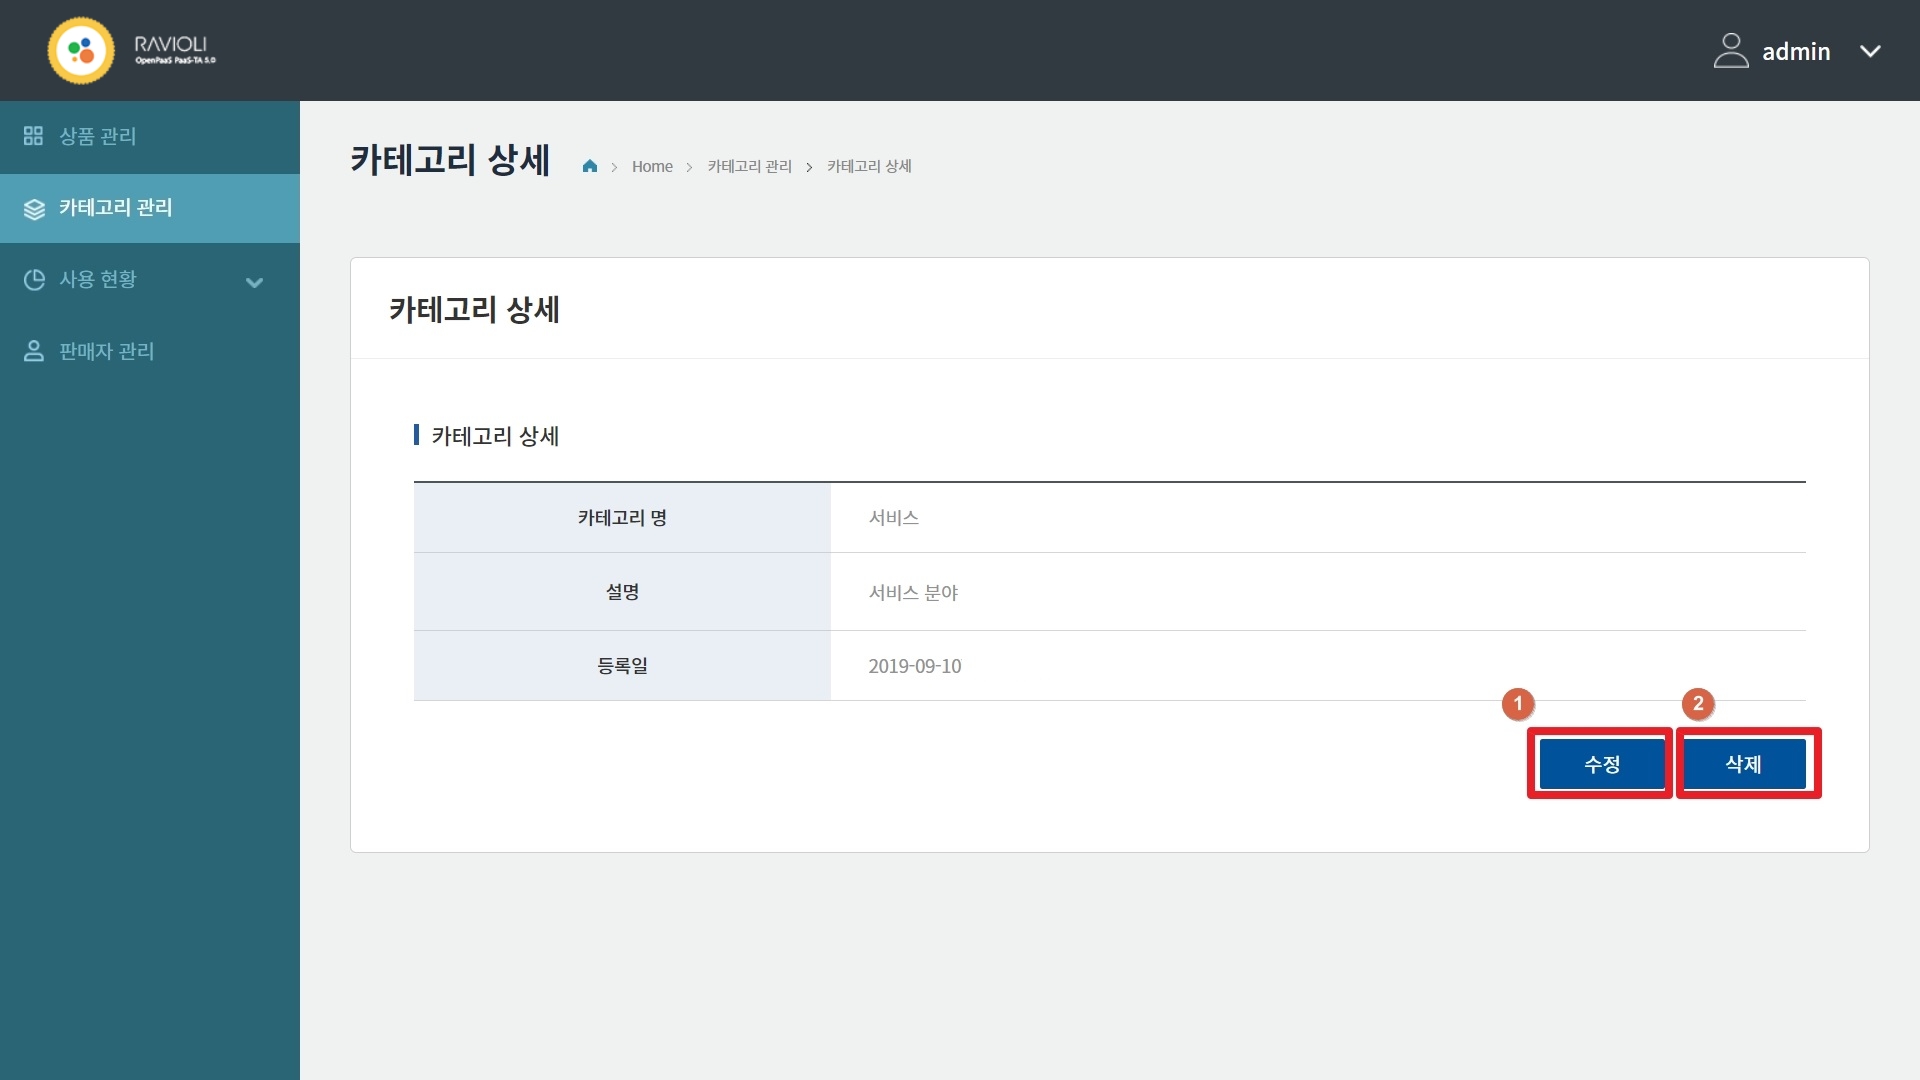 RAVIOLI
OpenPaaS PaaS-TA 5.0
admin
상품 관리
카테고리 관리
사용 현황
판매자 관리
카테고리 상세
Home
카테고리 관리
카테고리 상세
카테고리 상세
카테고리 상세
카테고리 명
서비스
설명
서비스 분야
등록일
2019-09-10
1
2
수정
삭제